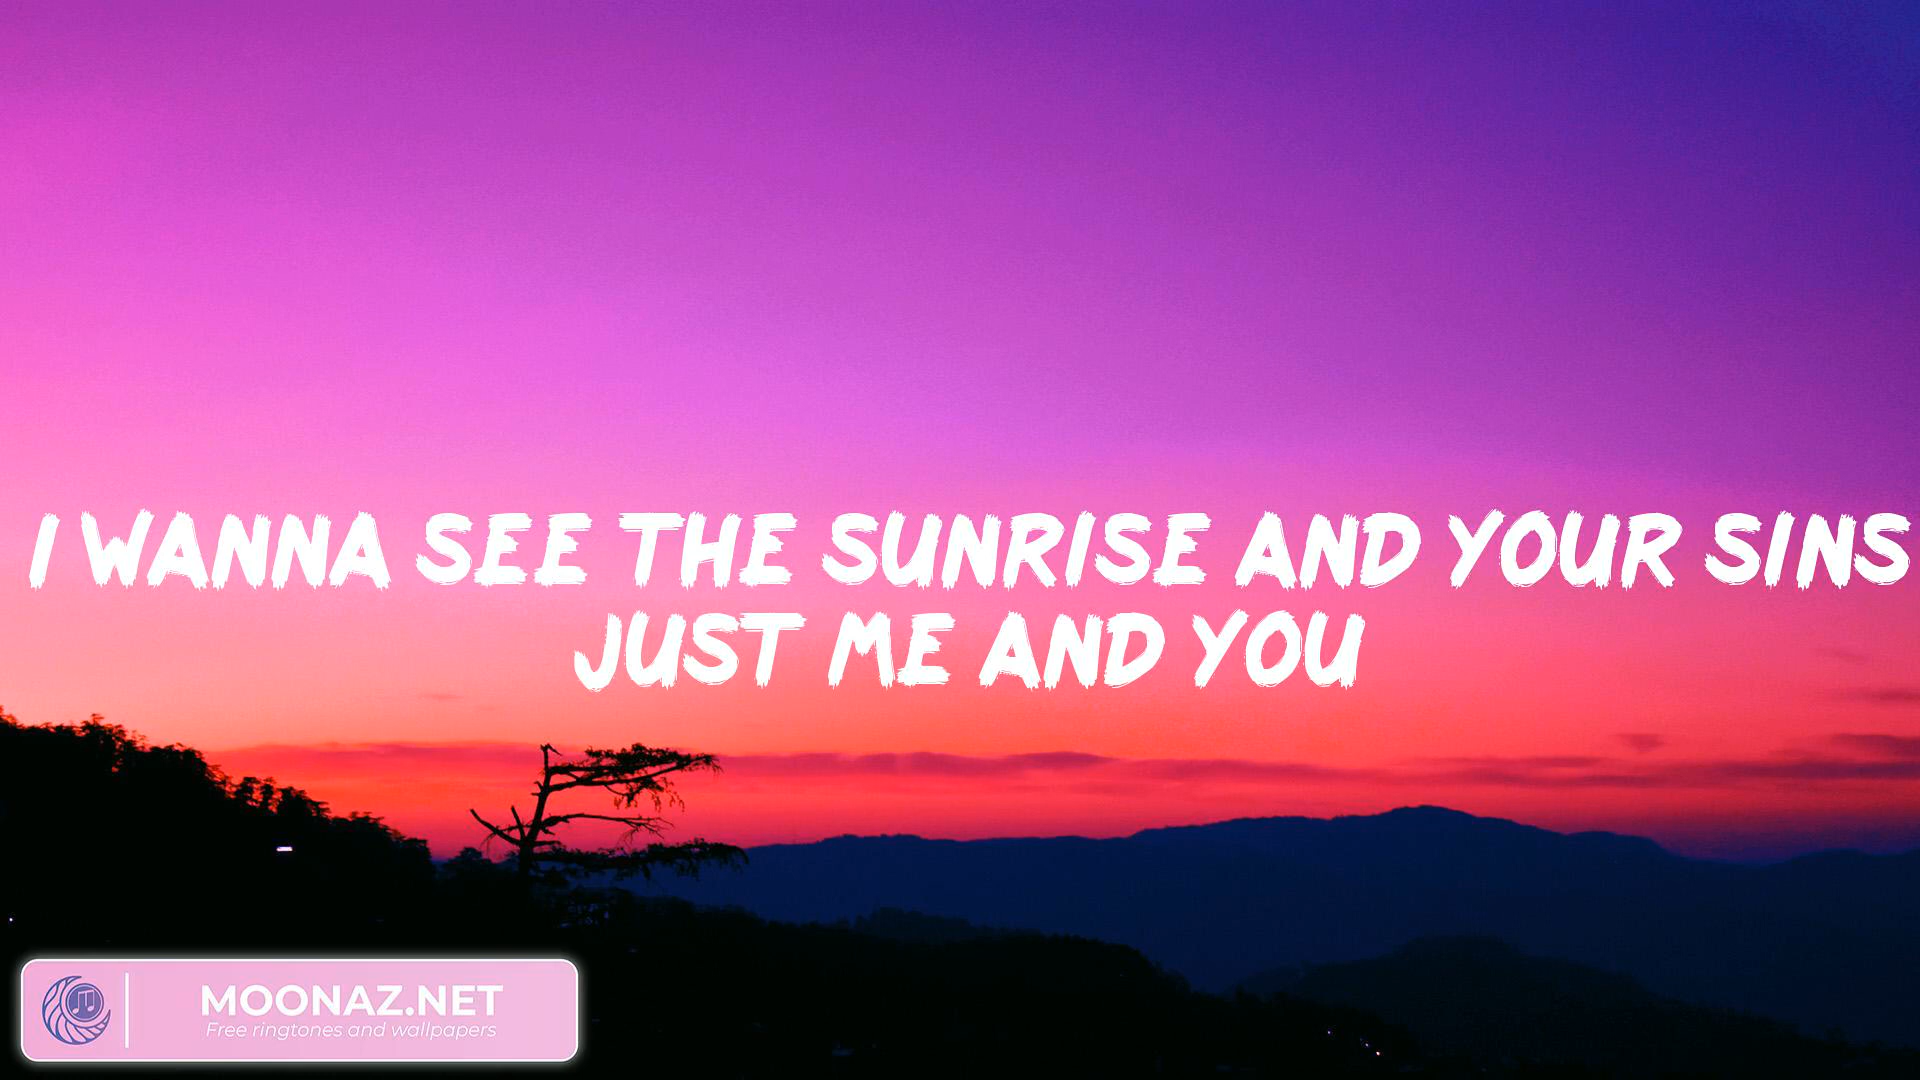 I WANNA SEE THE SUNRISE AND YOUR SINS
JUST ME AND YOU
MOONAZ.NET
Free ringtones and wallpapers